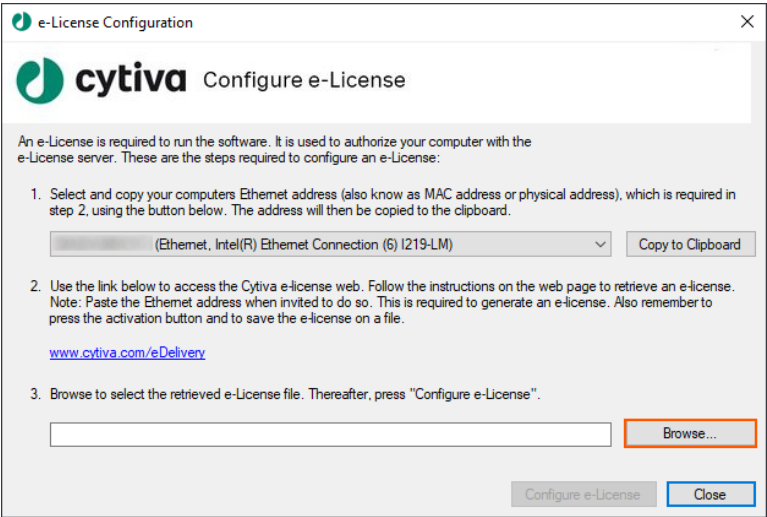 e-License Configuration
cytiva Configure e-License
An e-License is required to run the software. It is used to authorize your computer with the
e-License server. These are the steps required to configure an e-License:
1. Select and copy your computers Ethernet address (also know as MAC address or physical address), which is required in
step 2, using the button below. The address will then be copied to the clipboard.
(Ethernet, Intel(R) Ethernet Connection (6) I219-LM) Copy to Clipboard
2. Use the link below to access the Cytiva e-license web. Follow the instructions on the web page to retrieve an e-license.
Note: Paste the Ethernet address when invited to do so. This is required to generate an e-license. Also remember to
press the activation button and to save the e-license on a file.
www.cytiva.com/eDelivery
3. Browse to select the retrieved e-License file. Thereafter, press "Configure e-License".
Browse...
Configure e-License Close